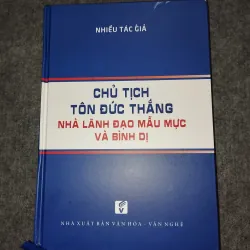 NHIỀU TÁC GIẢ
CHỦ TỊCH
TÔN ĐỨC THẮNG
NHÀ LÃNH ĐẠO MẪU MỰC
VÀ BÌNH DỊ
V
NHÀ XUẤT BẢN VĂN HÓA - VĂN NGHỆ